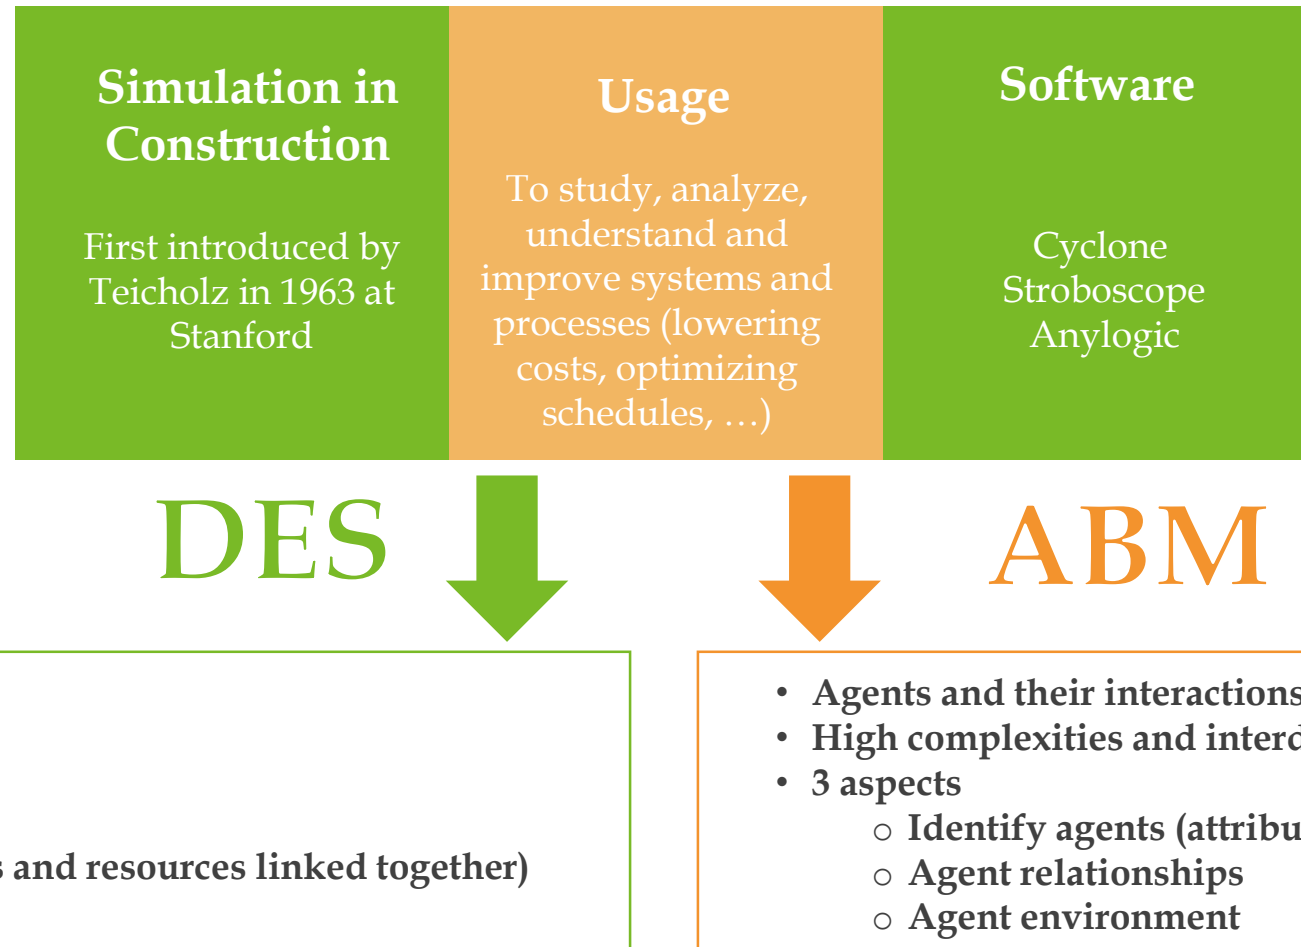 Simulation in
Construction
First introduced by
Teicholz in 1963 at
Stanford
Usage
To study, analyze,
understand and
improve systems and
processes (lowering
costs, optimizing
schedules, …)
Software
Cyclone
Stroboscope
Anylogic
DES
ABM
and resources linked together)
• Agents and their interactions
• High complexities and
• 3 aspects
o Identify agents
o Agent relationships
o Agent environment